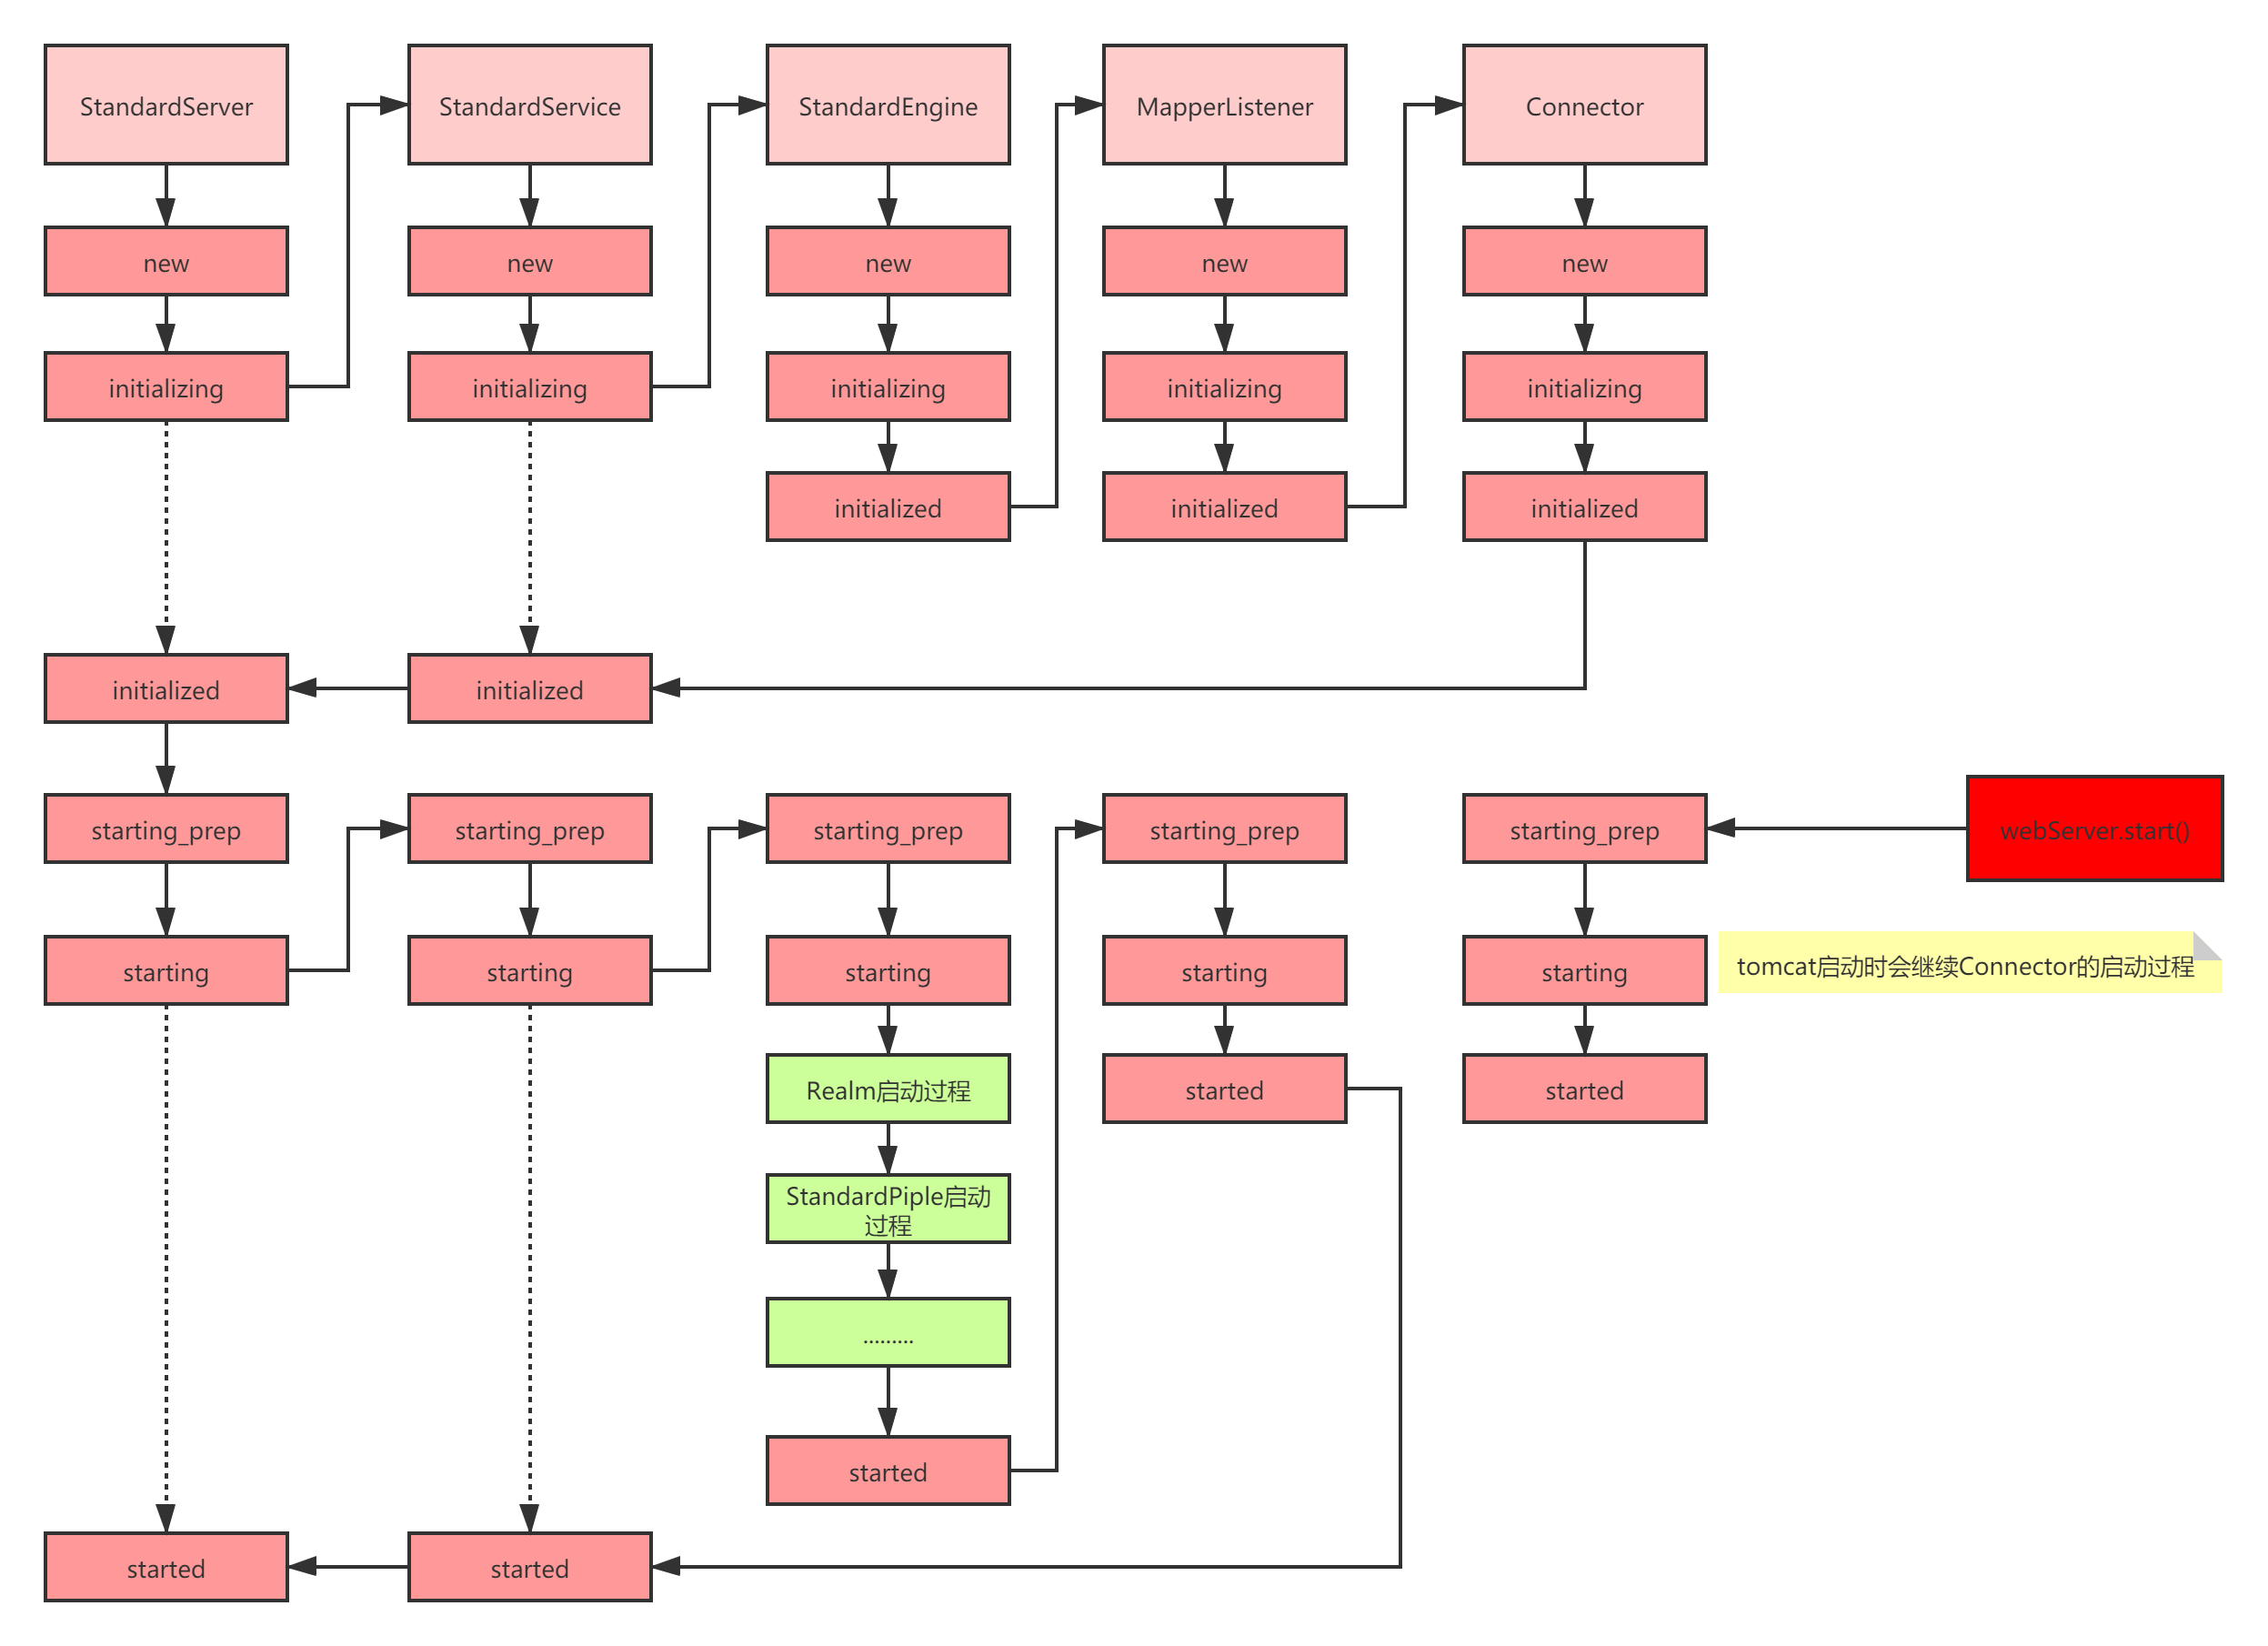 StandardServer
StandardService
StandardEngine
MapperListener
Connector
new
new
new
new
new
initializing
initializing
initializing
initializing
initializing
initialized
initialized
initialized
initialized
initialized
starting_prep
starting_prep
starting_prep
starting_prep
starting_prep
webServer.start()
starting
starting
starting
starting
starting
tomcat启动时会继续Connector的启动过程
Realm启动过程
started
started
StandardPiple启动
过程
.........
started
started
started